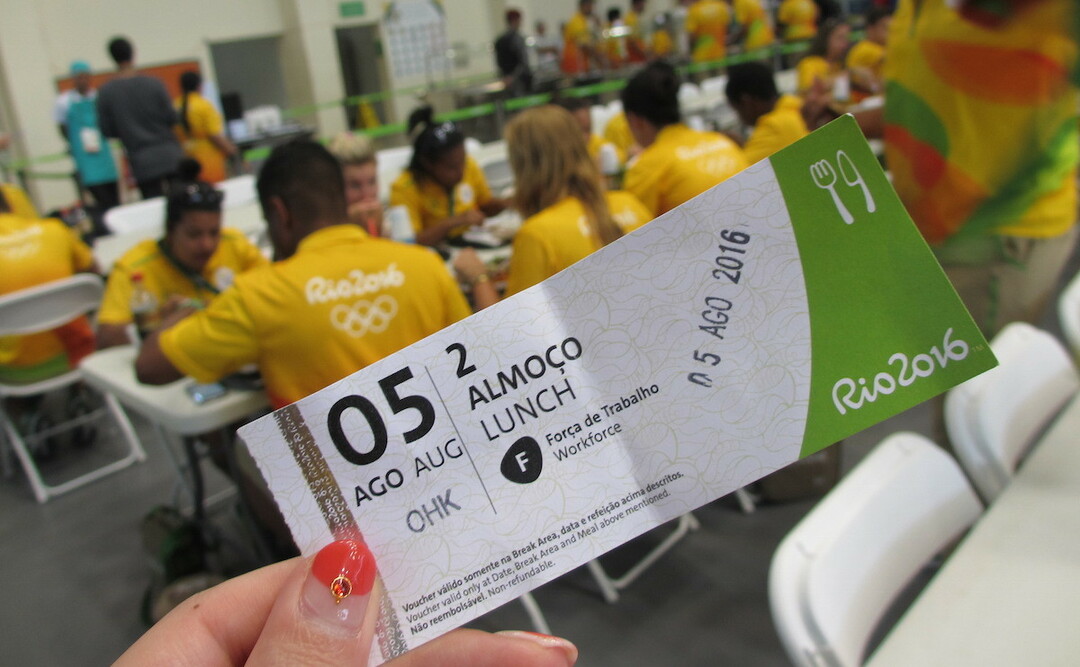 Rio2016
05
AGO AUG
OHK
2
ALMOÇO
LUNCH
F
Força de Trabalho
Workforce
Voucher válido somente na Break Area, data e refeição acima descritos.
Voucher valid only at Date, Break Area and Meal above mentioned.
Não reembolsável. Non-refundable.
05 AGO 2016
Rio2016™